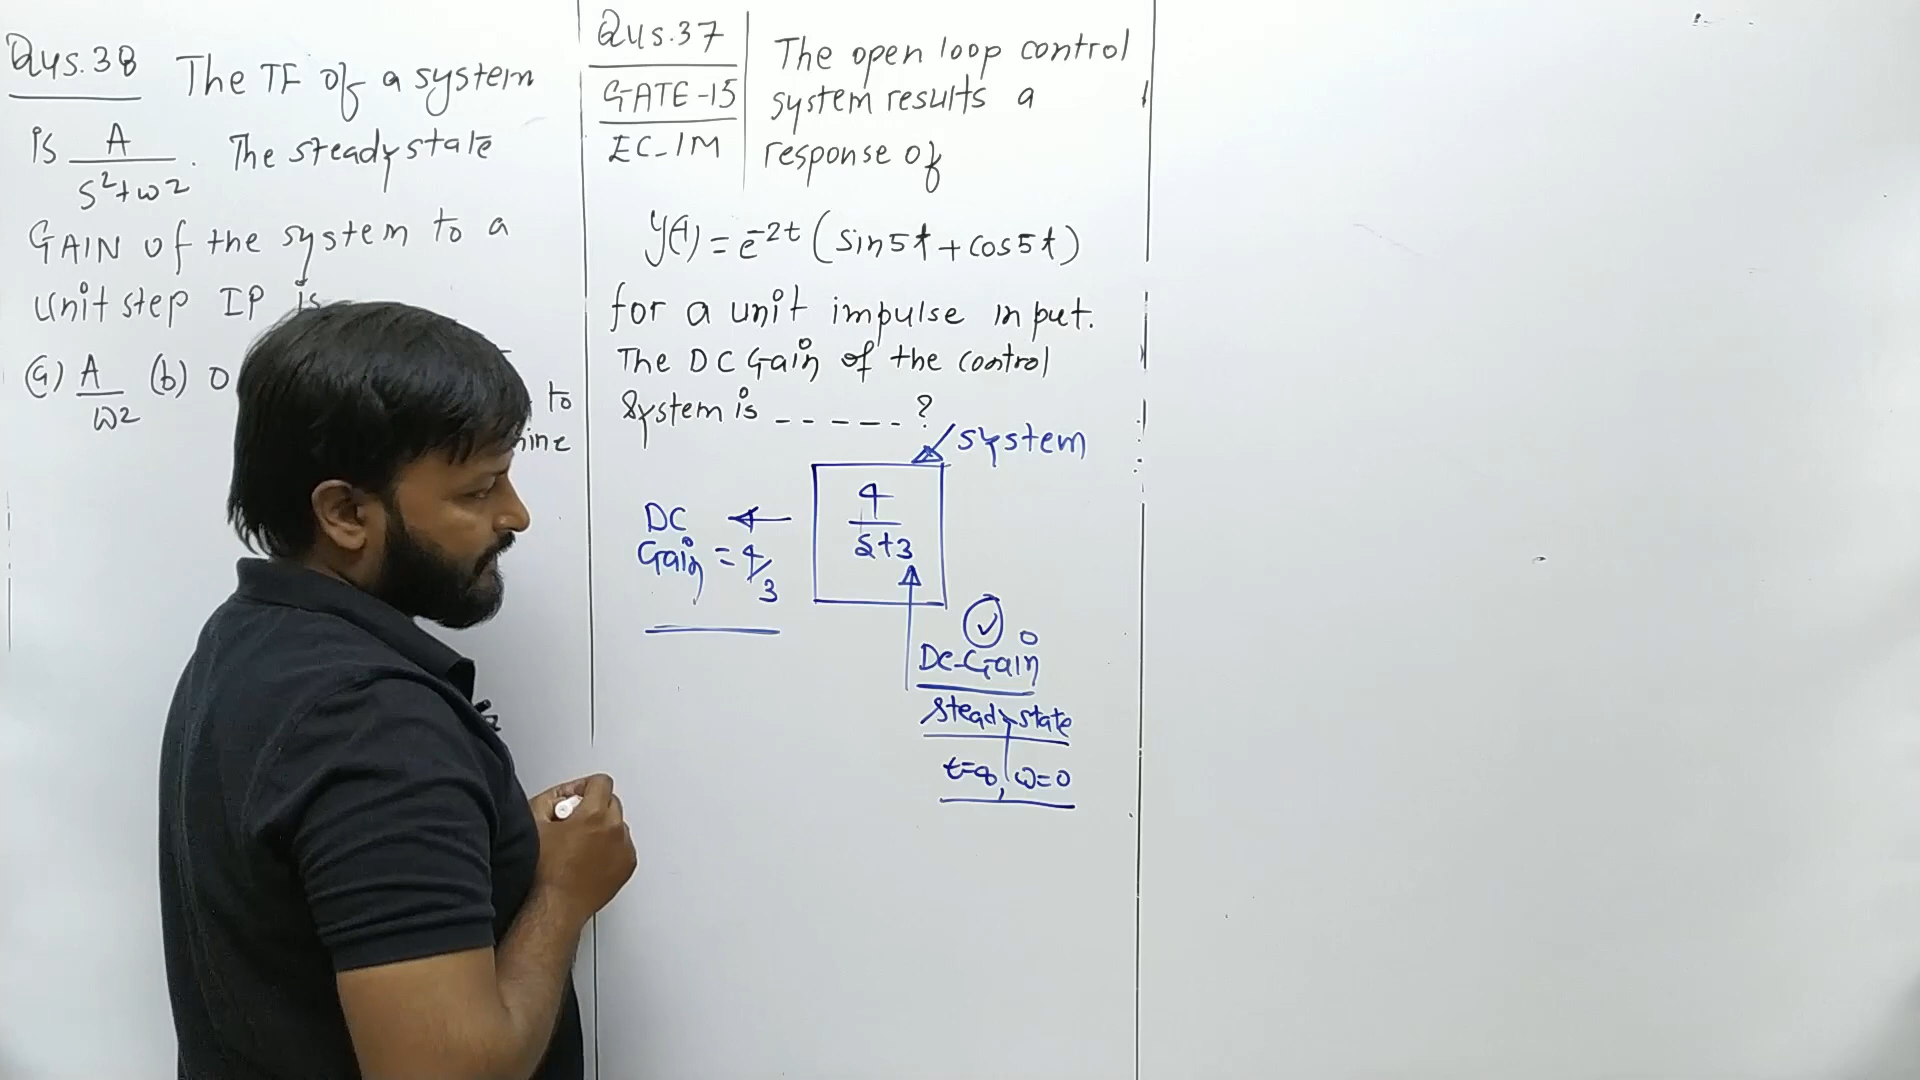 Qus.38 The TF of a system
is A/(s²+ω2). The steady state
GAIN of the system to a
unit step IP is
(a) A/ω2 (b) 0
to
Qus.37
GATE-15
EC-1M
The open loop control
system results a
response of
y(t) = e^-2t (sin5t + cos5t)
for a unit impulse input.
The DC Gain of the control
system is - - - - - ?
system
4/(s+3)
DC
Gain = 4/3
✓
DC-Gain
steady state
t=∞, ω=0